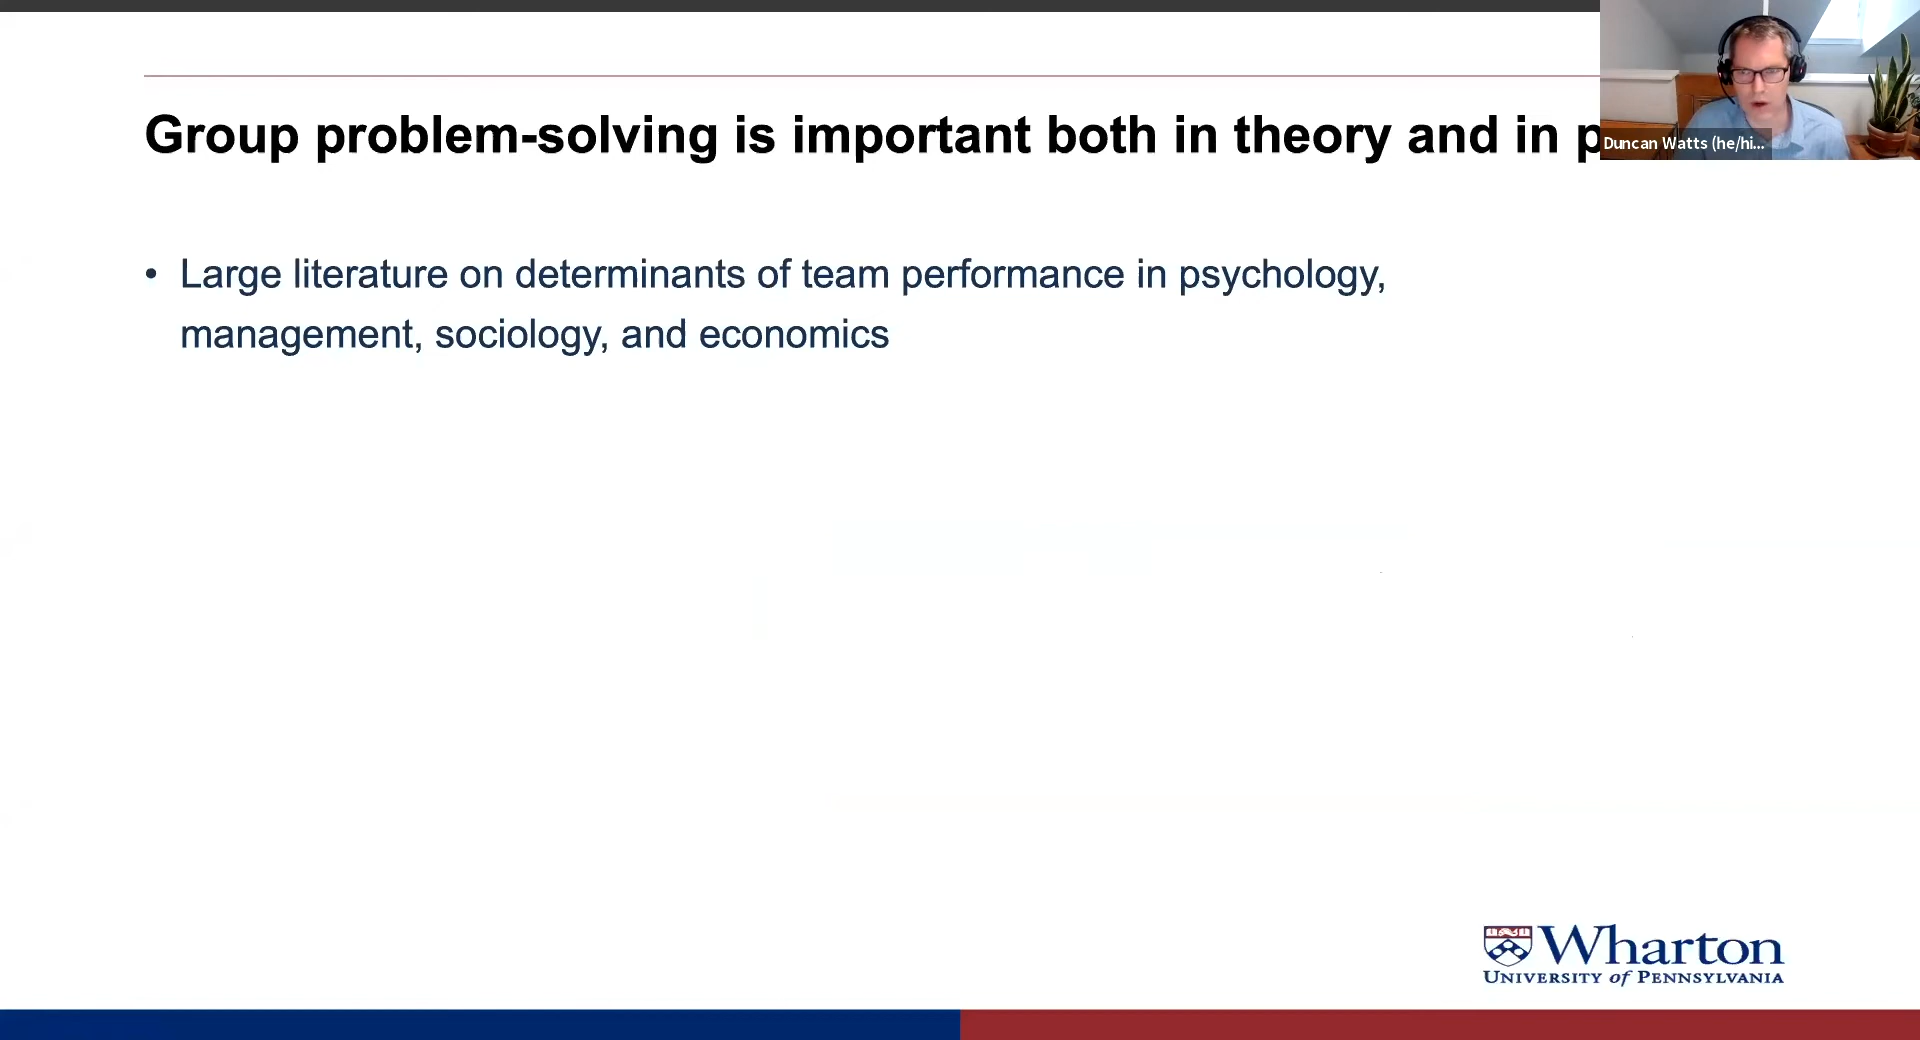 Group problem-solving is important both in theory and in p
Duncan Watts (he/hi...
• Large literature on determinants of team performance in psychology,
management, sociology, and economics
Wharton
UNIVERSITY of PENNSYLVANIA